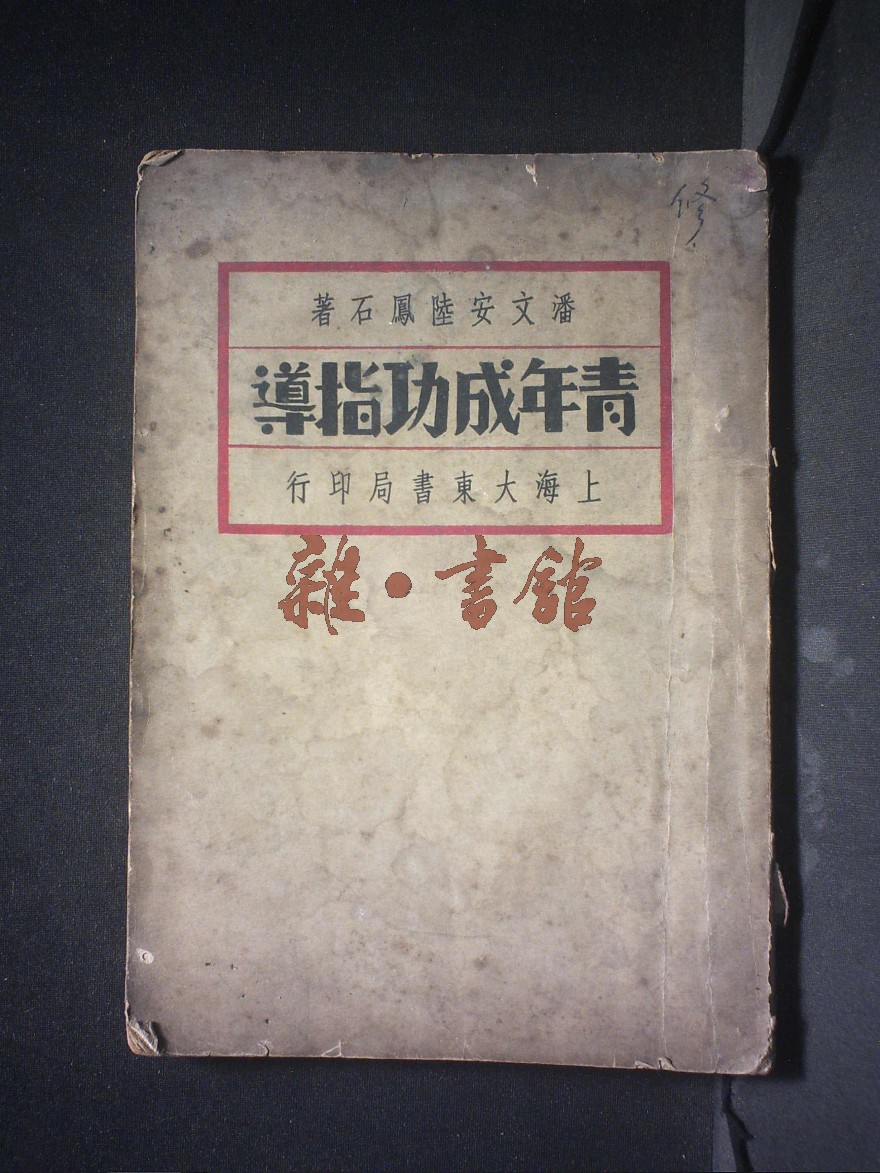 修
潘文安陸鳳石著
青年成功指導
上海大東書局印行
雜·書館